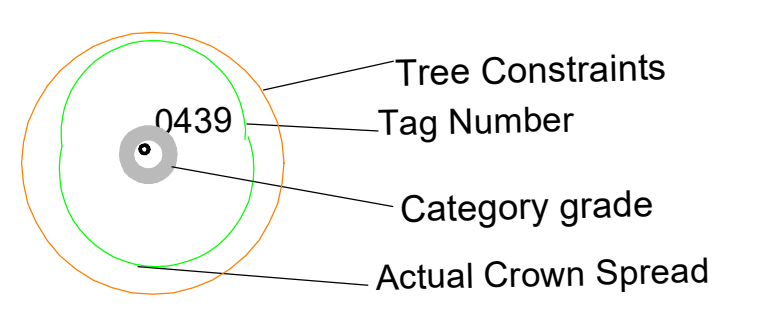 Tree Constraints
0439
Tag Number
Category grade
Actual Crown Spread